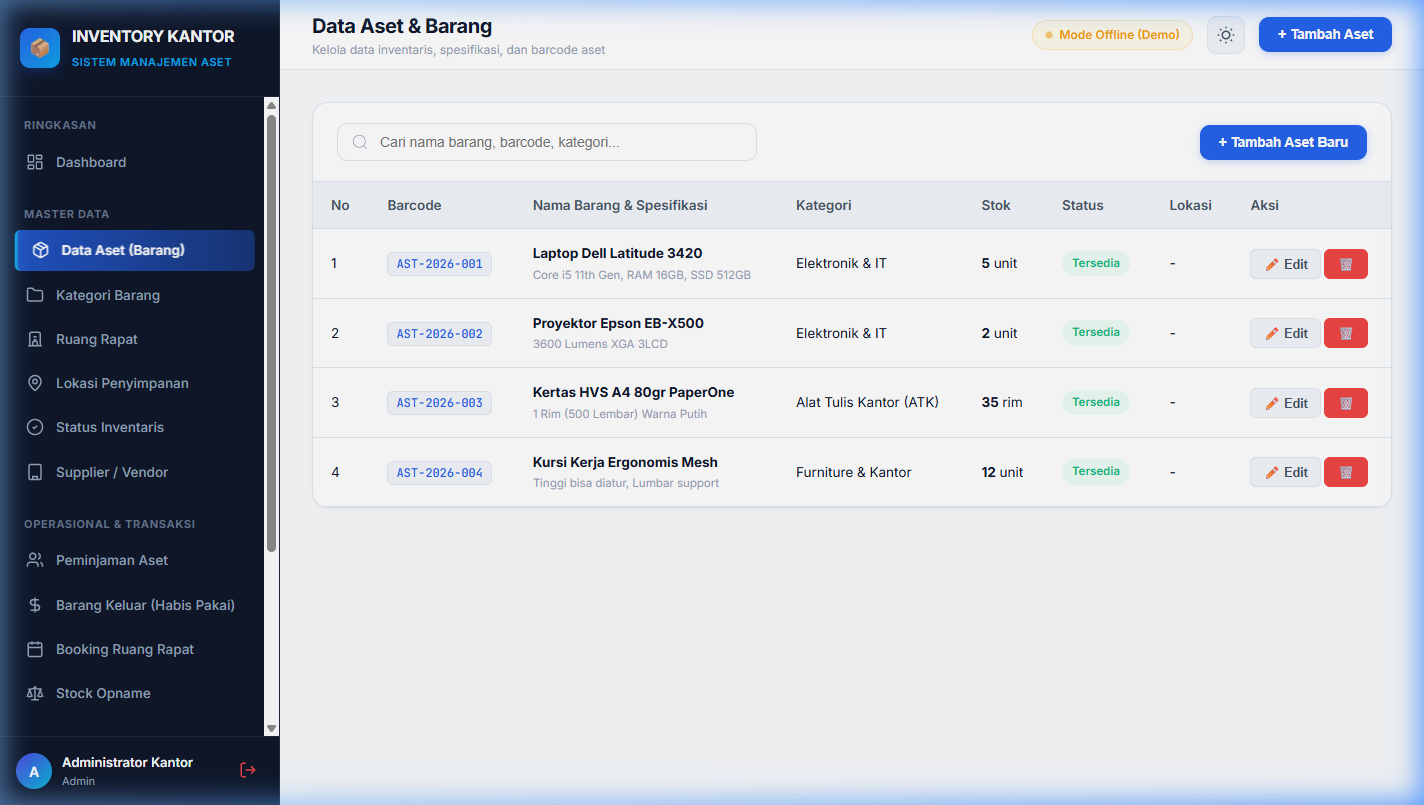 INVENTORY KANTOR
SISTEM MANAJEMEN ASET
RINGKASAN
Dashboard
MASTER DATA
Data Aset (Barang)
Kategori Barang
Ruang Rapat
Lokasi Penyimpanan
Status Inventaris
Supplier / Vendor
OPERASIONAL & TRANSAKSI
Peminjaman Aset
Barang Keluar (Habis Pakai)
Booking Ruang Rapat
Stock Opname
A
Administrator Kantor
Admin
Data Aset & Barang
Kelola data inventaris, spesifikasi, dan barcode aset
Mode Offline (Demo)
+ Tambah Aset
Cari nama barang, barcode, kategori...
+ Tambah Aset Baru
No Barcode Nama Barang & Spesifikasi Kategori Stok Status Lokasi Aksi
1 AST-2026-001 Laptop Dell Latitude 3420 Elektronik & IT 5 unit Tersedia - Edit
Core i5 11th Gen, RAM 16GB, SSD 512GB
2 AST-2026-002 Proyektor Epson EB-X500 Elektronik & IT 2 unit Tersedia - Edit
3600 Lumens XGA 3LCD
3 AST-2026-003 Kertas HVS A4 80gr PaperOne Alat Tulis Kantor (ATK) 35 rim Tersedia - Edit
1 Rim (500 Lembar) Warna Putih
4 AST-2026-004 Kursi Kerja Ergonomis Mesh Furniture & Kantor 12 unit Tersedia - Edit
Tinggi bisa diatur, Lumbar support